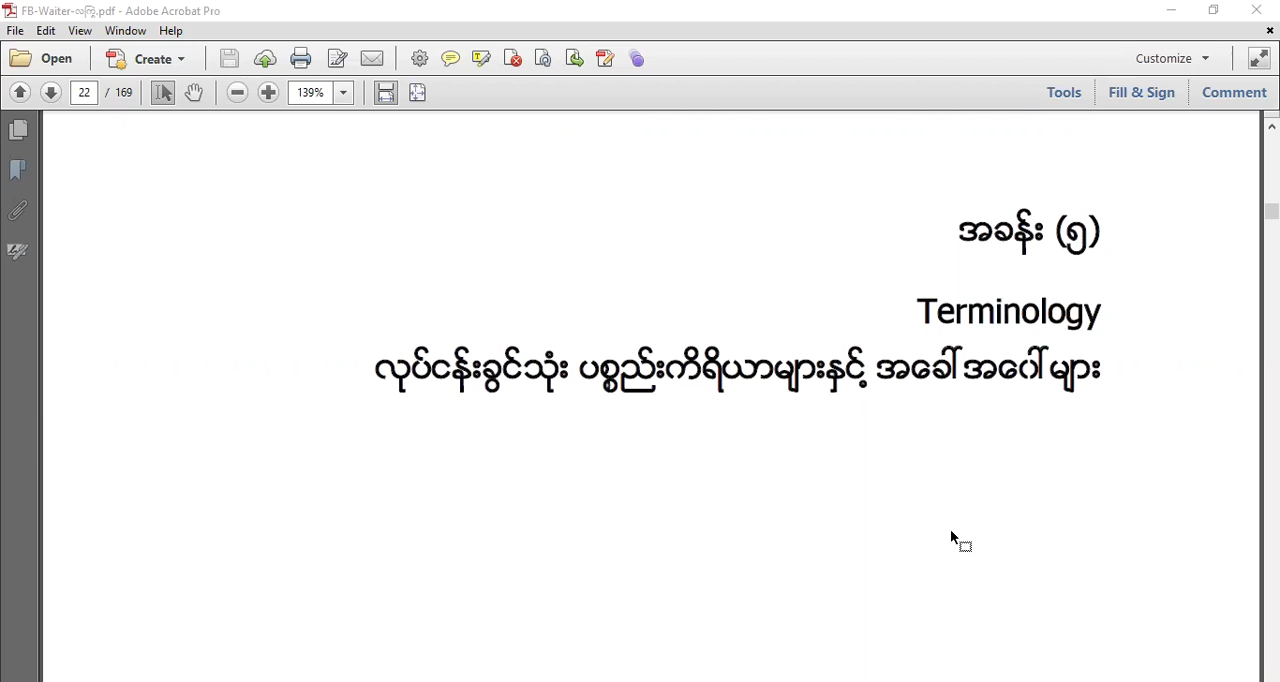 FB-Waiter-လကြွ.pdf - Adobe Acrobat Pro
File Edit View Window Help
Open Create Customize
22 / 169 139% Tools Fill & Sign Comment
အခန်း (၅)
Terminology
လုပ်ငန်းခွင်သုံး ပစ္စည်းကိရိယာများနှင့် အခေါ်အဝေါ်များ